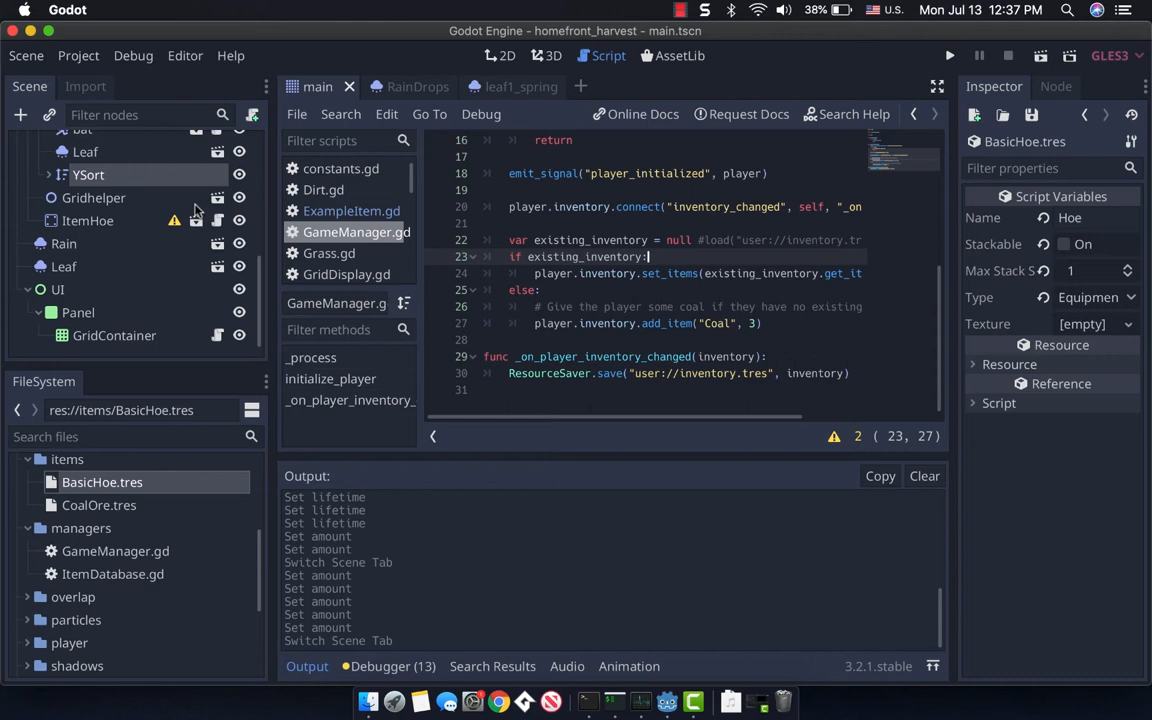 Godot
38%
U.S.
Mon Jul 13 12:37 PM
Godot Engine - homefront_harvest - main.tscn
Scene Project Debug Editor Help
2D 3D Script AssetLib
GLES3
Scene Import
Filter nodes
bat
Leaf
YSort
Gridhelper
ItemHoe
Rain
Leaf
UI
Panel
GridContainer
FileSystem
res://items/BasicHoe.tres
Search files
items
BasicHoe.tres
CoalOre.tres
managers
GameManager.gd
ItemDatabase.gd
overlap
particles
player
shadows
main RainDrops leaf1_spring
File Search Edit Go To Debug
Online Docs Request Docs Search Help
Filter scripts
constants.gd
Dirt.gd
ExampleItem.gd
GameManager.gd
Grass.gd
GridDisplay.gd
GameManager.g
Filter methods
_process
initialize_player
_on_player_inventory_
16 return
17
18 emit_signal("player_initialized", player)
19
20 player.inventory.connect("inventory_changed", self, "_on
21
22 var existing_inventory = null #load("user://inventory.tr
23 if existing_inventory:
24 player.inventory.set_items(existing_inventory.get_it
25 else:
26 # Give the player some coal if they have no existing
27 player.inventory.add_item("Coal", 3)
28
29 func _on_player_inventory_changed(inventory):
30 ResourceSaver.save("user://inventory.tres", inventory)
31
2 ( 23, 27)
Output:
Copy Clear
Set lifetime
Set lifetime
Set lifetime
Set amount
Set amount
Switch Scene Tab
Set amount
Set amount
Set amount
Set amount
Set amount
Switch Scene Tab
Output Debugger (13) Search Results Audio Animation
3.2.1.stable
Inspector Node
BasicHoe.tres
Filter properties
Script Variables
Name Hoe
Stackable On
Max Stack S 1
Type Equipmen
Texture [empty]
Resource
Resource
Reference
Script